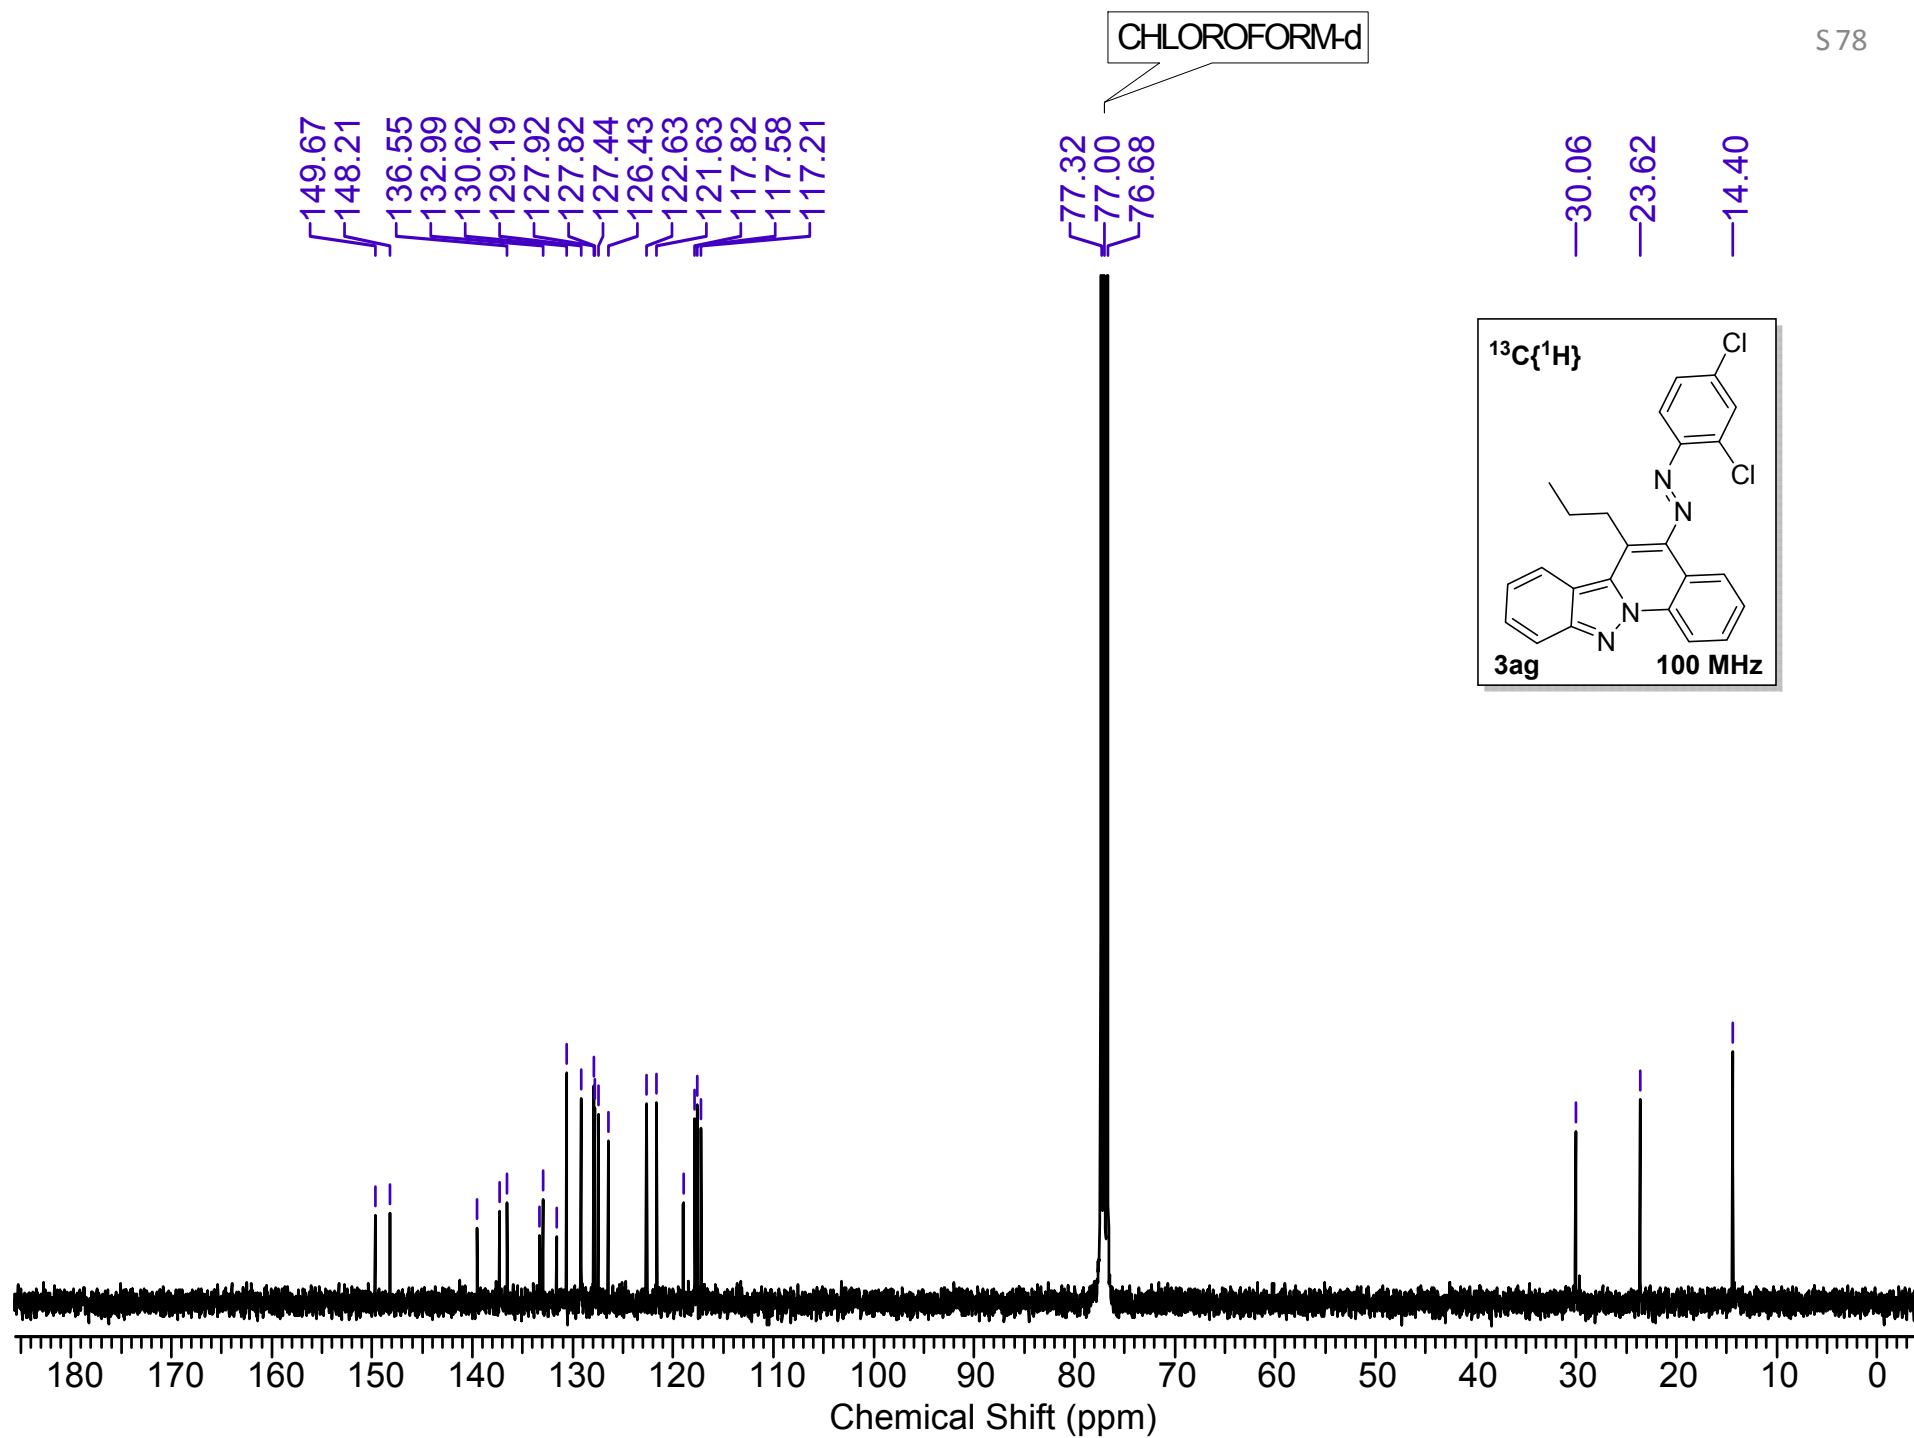 CHLOROFORM-d
S 78
149.67
148.21
136.55
132.99
130.62
129.19
127.92
127.82
127.44
126.43
122.63
121.63
117.82
117.58
117.21
77.32
77.00
76.68
30.06
23.62
14.40
¹³C{¹H}
Cl
Cl
N
N
N
N
3ag 100 MHz
180 170 160 150 140 130 120 110 100 90 80 70 60 50 40 30 20 10 0
Chemical Shift (ppm)